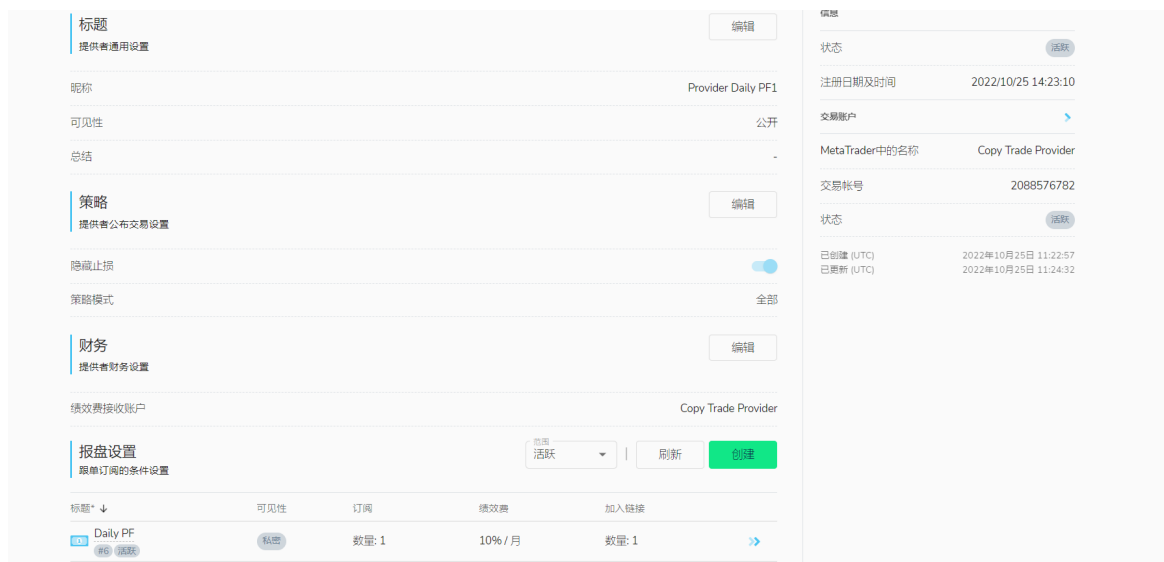 标题
编辑
提供者通用设置
昵称 Provider Daily PF1
可见性 公开
总结 -
策略
编辑
提供者公布交易设置
隐藏止损
策略模式 全部
财务
编辑
提供者财务设置
绩效费接收账户 Copy Trade Provider
报盘设置
跟单订阅的条件设置
范围
活跃
刷新
创建
标题* ↓ 可见性 订阅 绩效费 加入链接
Daily PF
#6 活跃
私密 数量: 1 10% / 月 数量: 1
信息
状态 活跃
注册日期及时间 2022/10/25 14:23:10
交易账户
MetaTrader中的名称 Copy Trade Provider
交易帐号 2088576782
状态 活跃
已创建 (UTC) 2022年10月25日 11:22:57
已更新 (UTC) 2022年10月25日 11:24:32